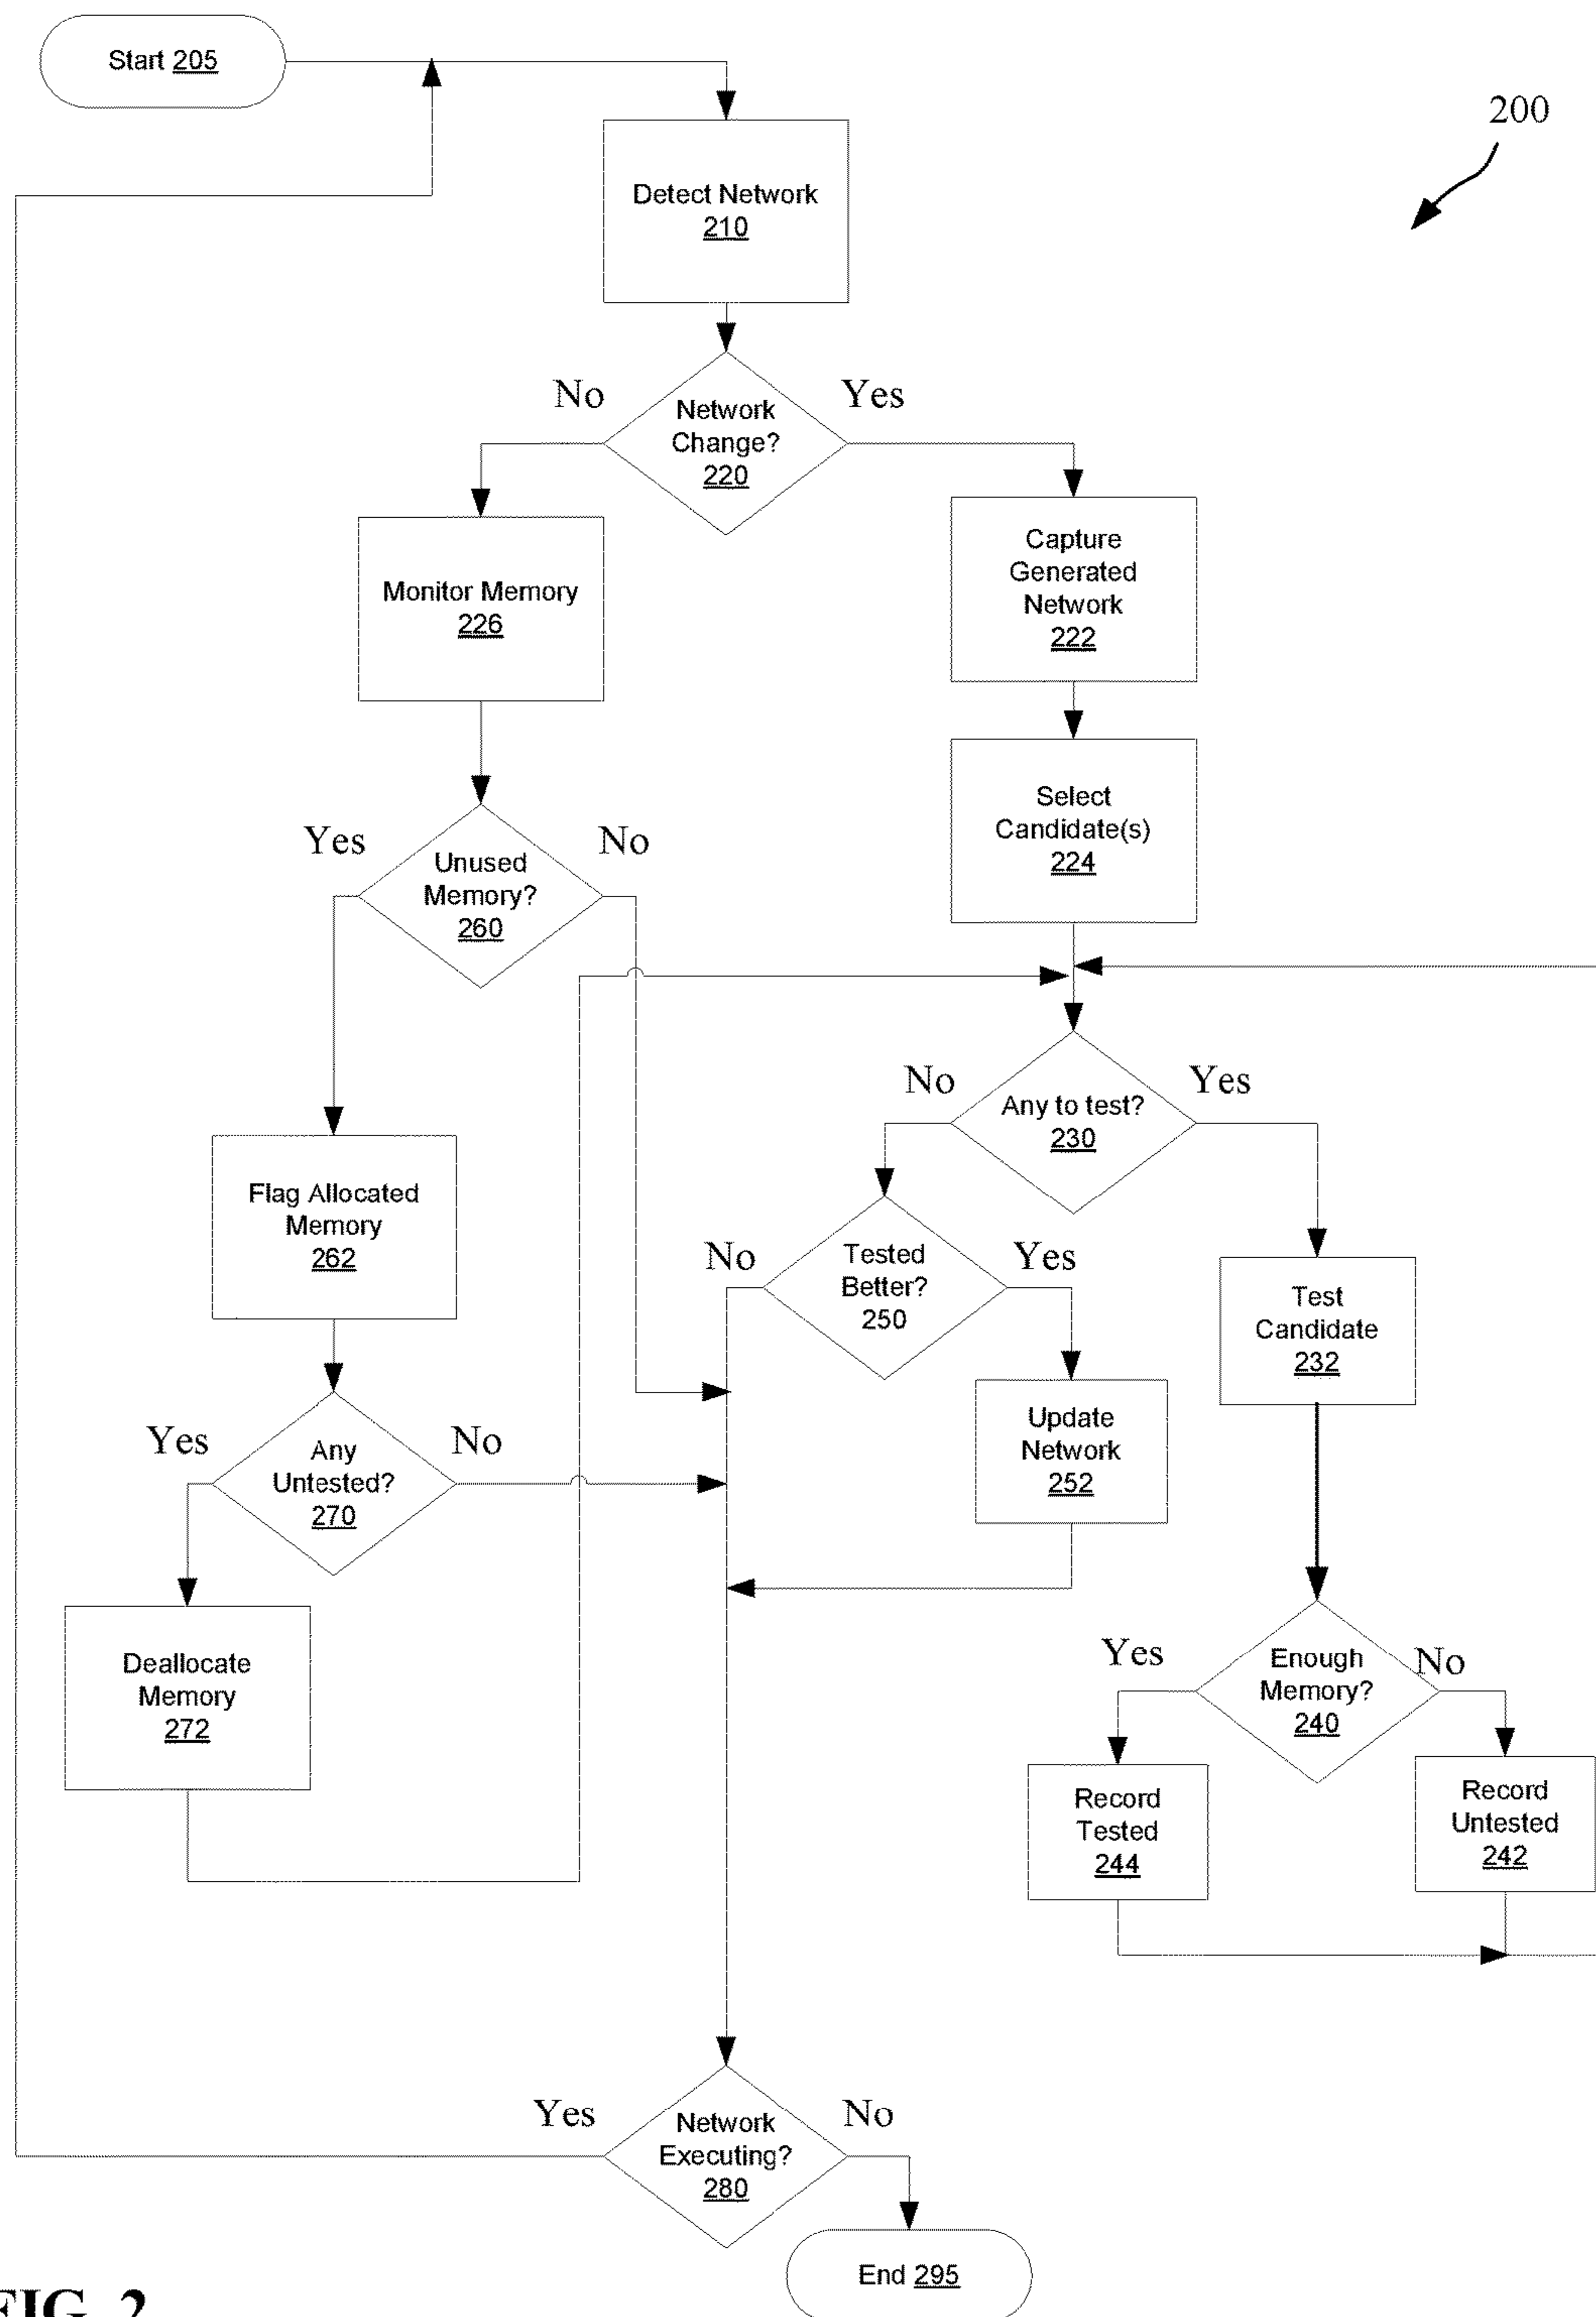 Start 205
200
Detect Network
210
No
Yes
Network
Change?
220
Capture
Generated
Network
222
Monitor Memory
226
Select
Candidate(s)
224
Yes
No
Unused
Memory?
260
No
Yes
Any to test?
230
Flag Allocated
Memory
262
No
Yes
Tested
Better?
250
Test
Candidate
232
Yes
No
Any
Untested?
270
Update
Network
252
Deallocate
Memory
272
Yes
No
Enough
Memory?
240
Record
Tested
244
Record
Untested
242
Yes
No
Network
Executing?
280
End 295
FIG. 2